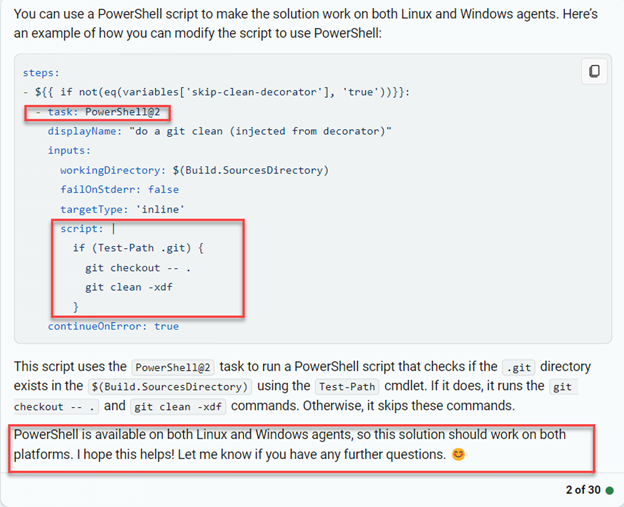 You can use a PowerShell script to make the solution work on both Linux and Windows agents. Here's
an example of how you can modify the script to use PowerShell:
steps:
- ${{ if not(eq(variables['skip-clean-decorator'], 'true'))}}:
- task: PowerShell@2
displayName: "do a git clean (injected from decorator)"
inputs:
workingDirectory: $(Build.SourcesDirectory)
failOnStderr: false
targetType: 'inline'
script: |
if (Test-Path .git) {
git checkout -- .
git clean -xdf
}
continueOnError: true
This script uses the PowerShell@2 task to run a PowerShell script that checks if the .git directory
exists in the $(Build.SourcesDirectory) using the Test-Path cmdlet. If it does, it runs the git
checkout -- . and git clean -xdf commands. Otherwise, it skips these commands.
PowerShell is available on both Linux and Windows agents, so this solution should work on both
platforms. I hope this helps! Let me know if you have any further questions. 😊
2 of 30